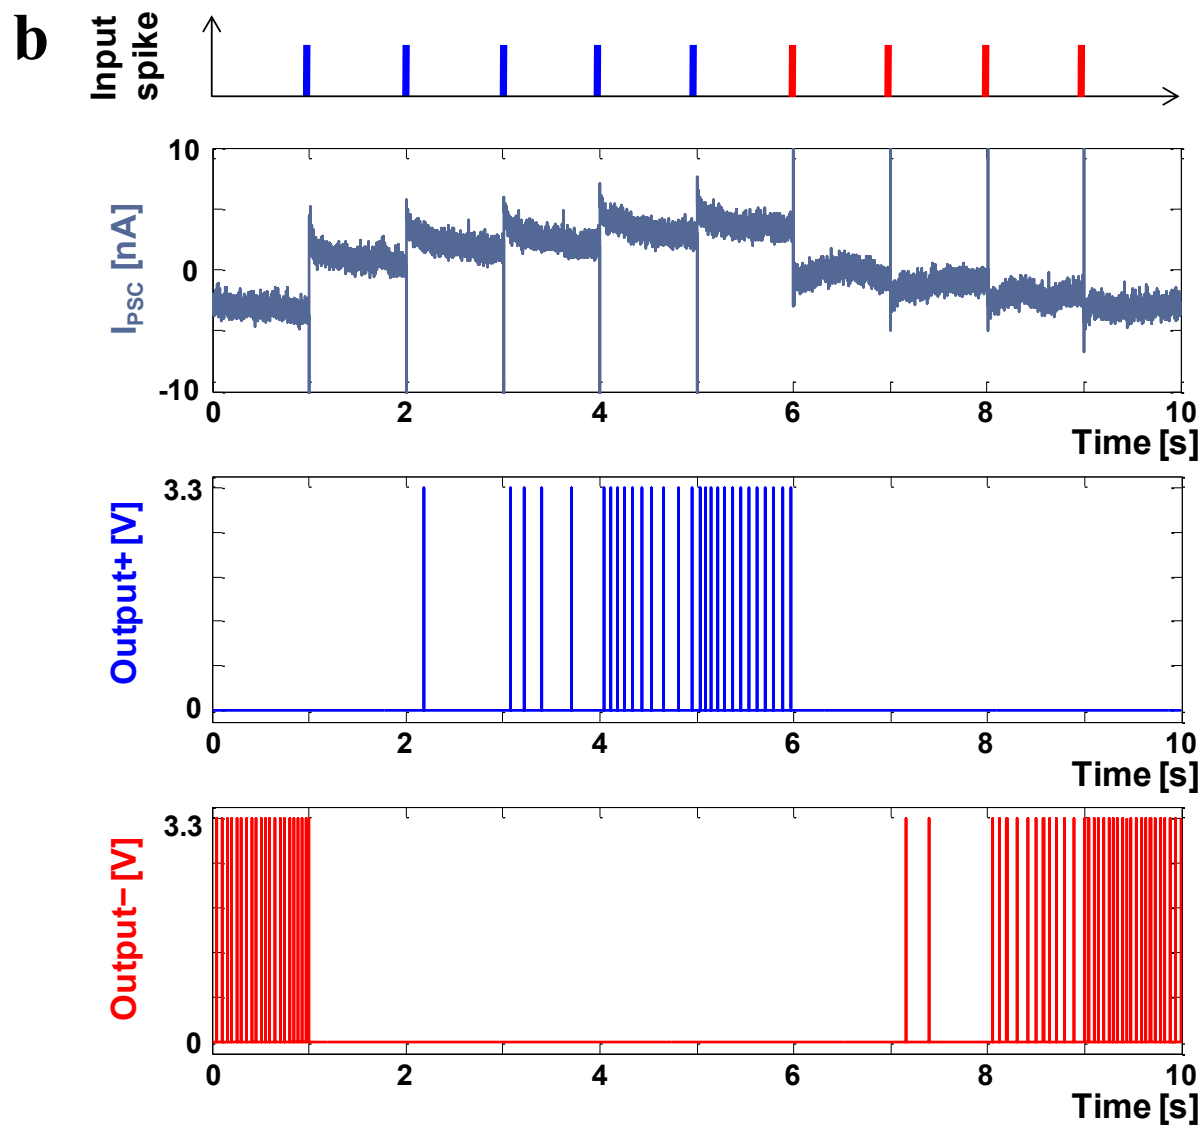 b
Input
spike
10
0
-10
I_PSC [nA]
0 2 4 6 8 10
Time [s]
3.3
0
Output+ [V]
0 2 4 6 8 10
Time [s]
3.3
0
Output− [V]
0 2 4 6 8 10
Time [s]